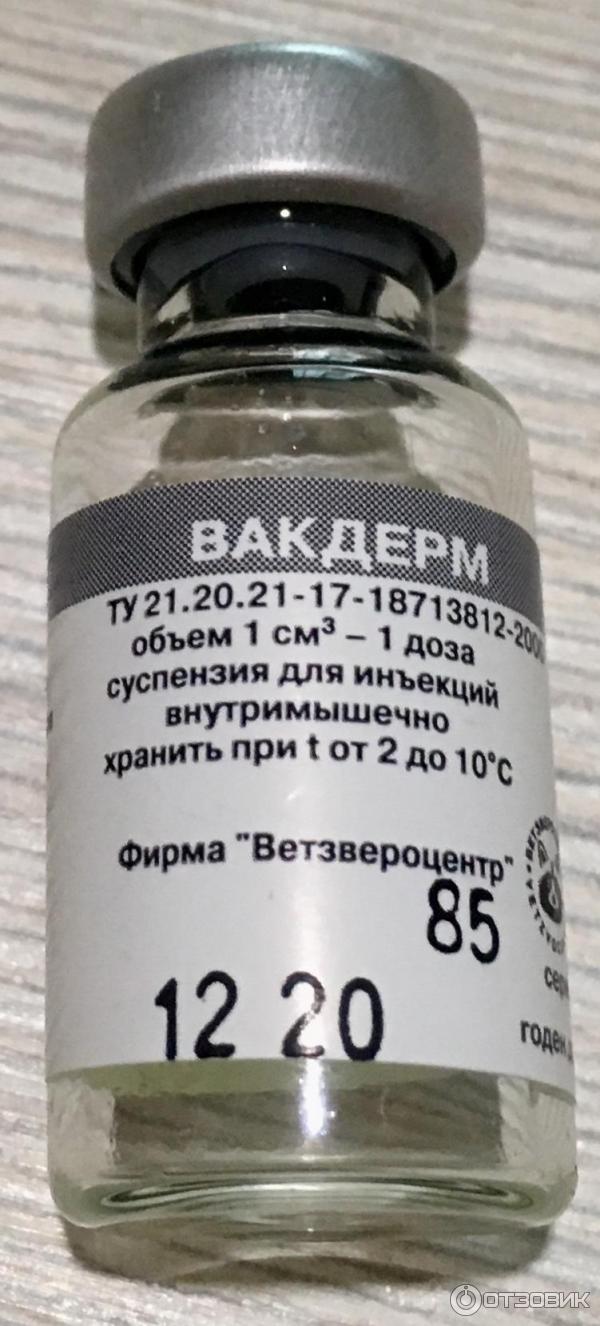 ВАКДЕРМ
ТУ 21.20.21-17-18713812-200
объем 1 см³ – 1 доза
суспензия для инъекций
внутримышечно
хранить при t от 2 до 10°С
Фирма "Ветзвероцентр"
85
12 20
годен
ОТЗОВИК